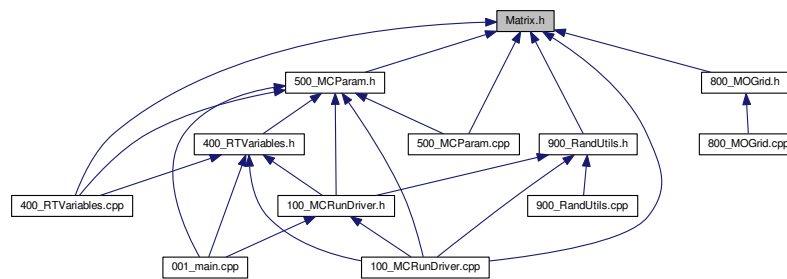 Matrix.h
500_MCParam.h
800_MOGrid.h
400_RTVariables.h
500_MCParam.cpp
900_RandUtils.h
800_MOGrid.cpp
400_RTVariables.cpp
100_MCRunDriver.h
900_RandUtils.cpp
001_main.cpp
100_MCRunDriver.cpp